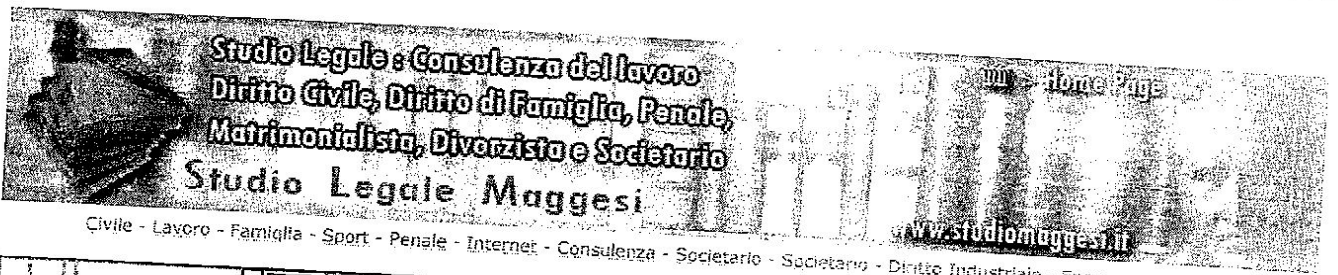 Studio Legale : Consulenza del lavoro
Diritto Civile, Diritto di Famiglia, Penale,
Matrimonialista, Divorzista e Societario
Studio Legale Maggesi
Home Page
www.studiomaggesi.it
Civile - Lavoro - Famiglia - Sport - Penale - Internet - Consulenza - Societario - Societario - Diritto Industriale